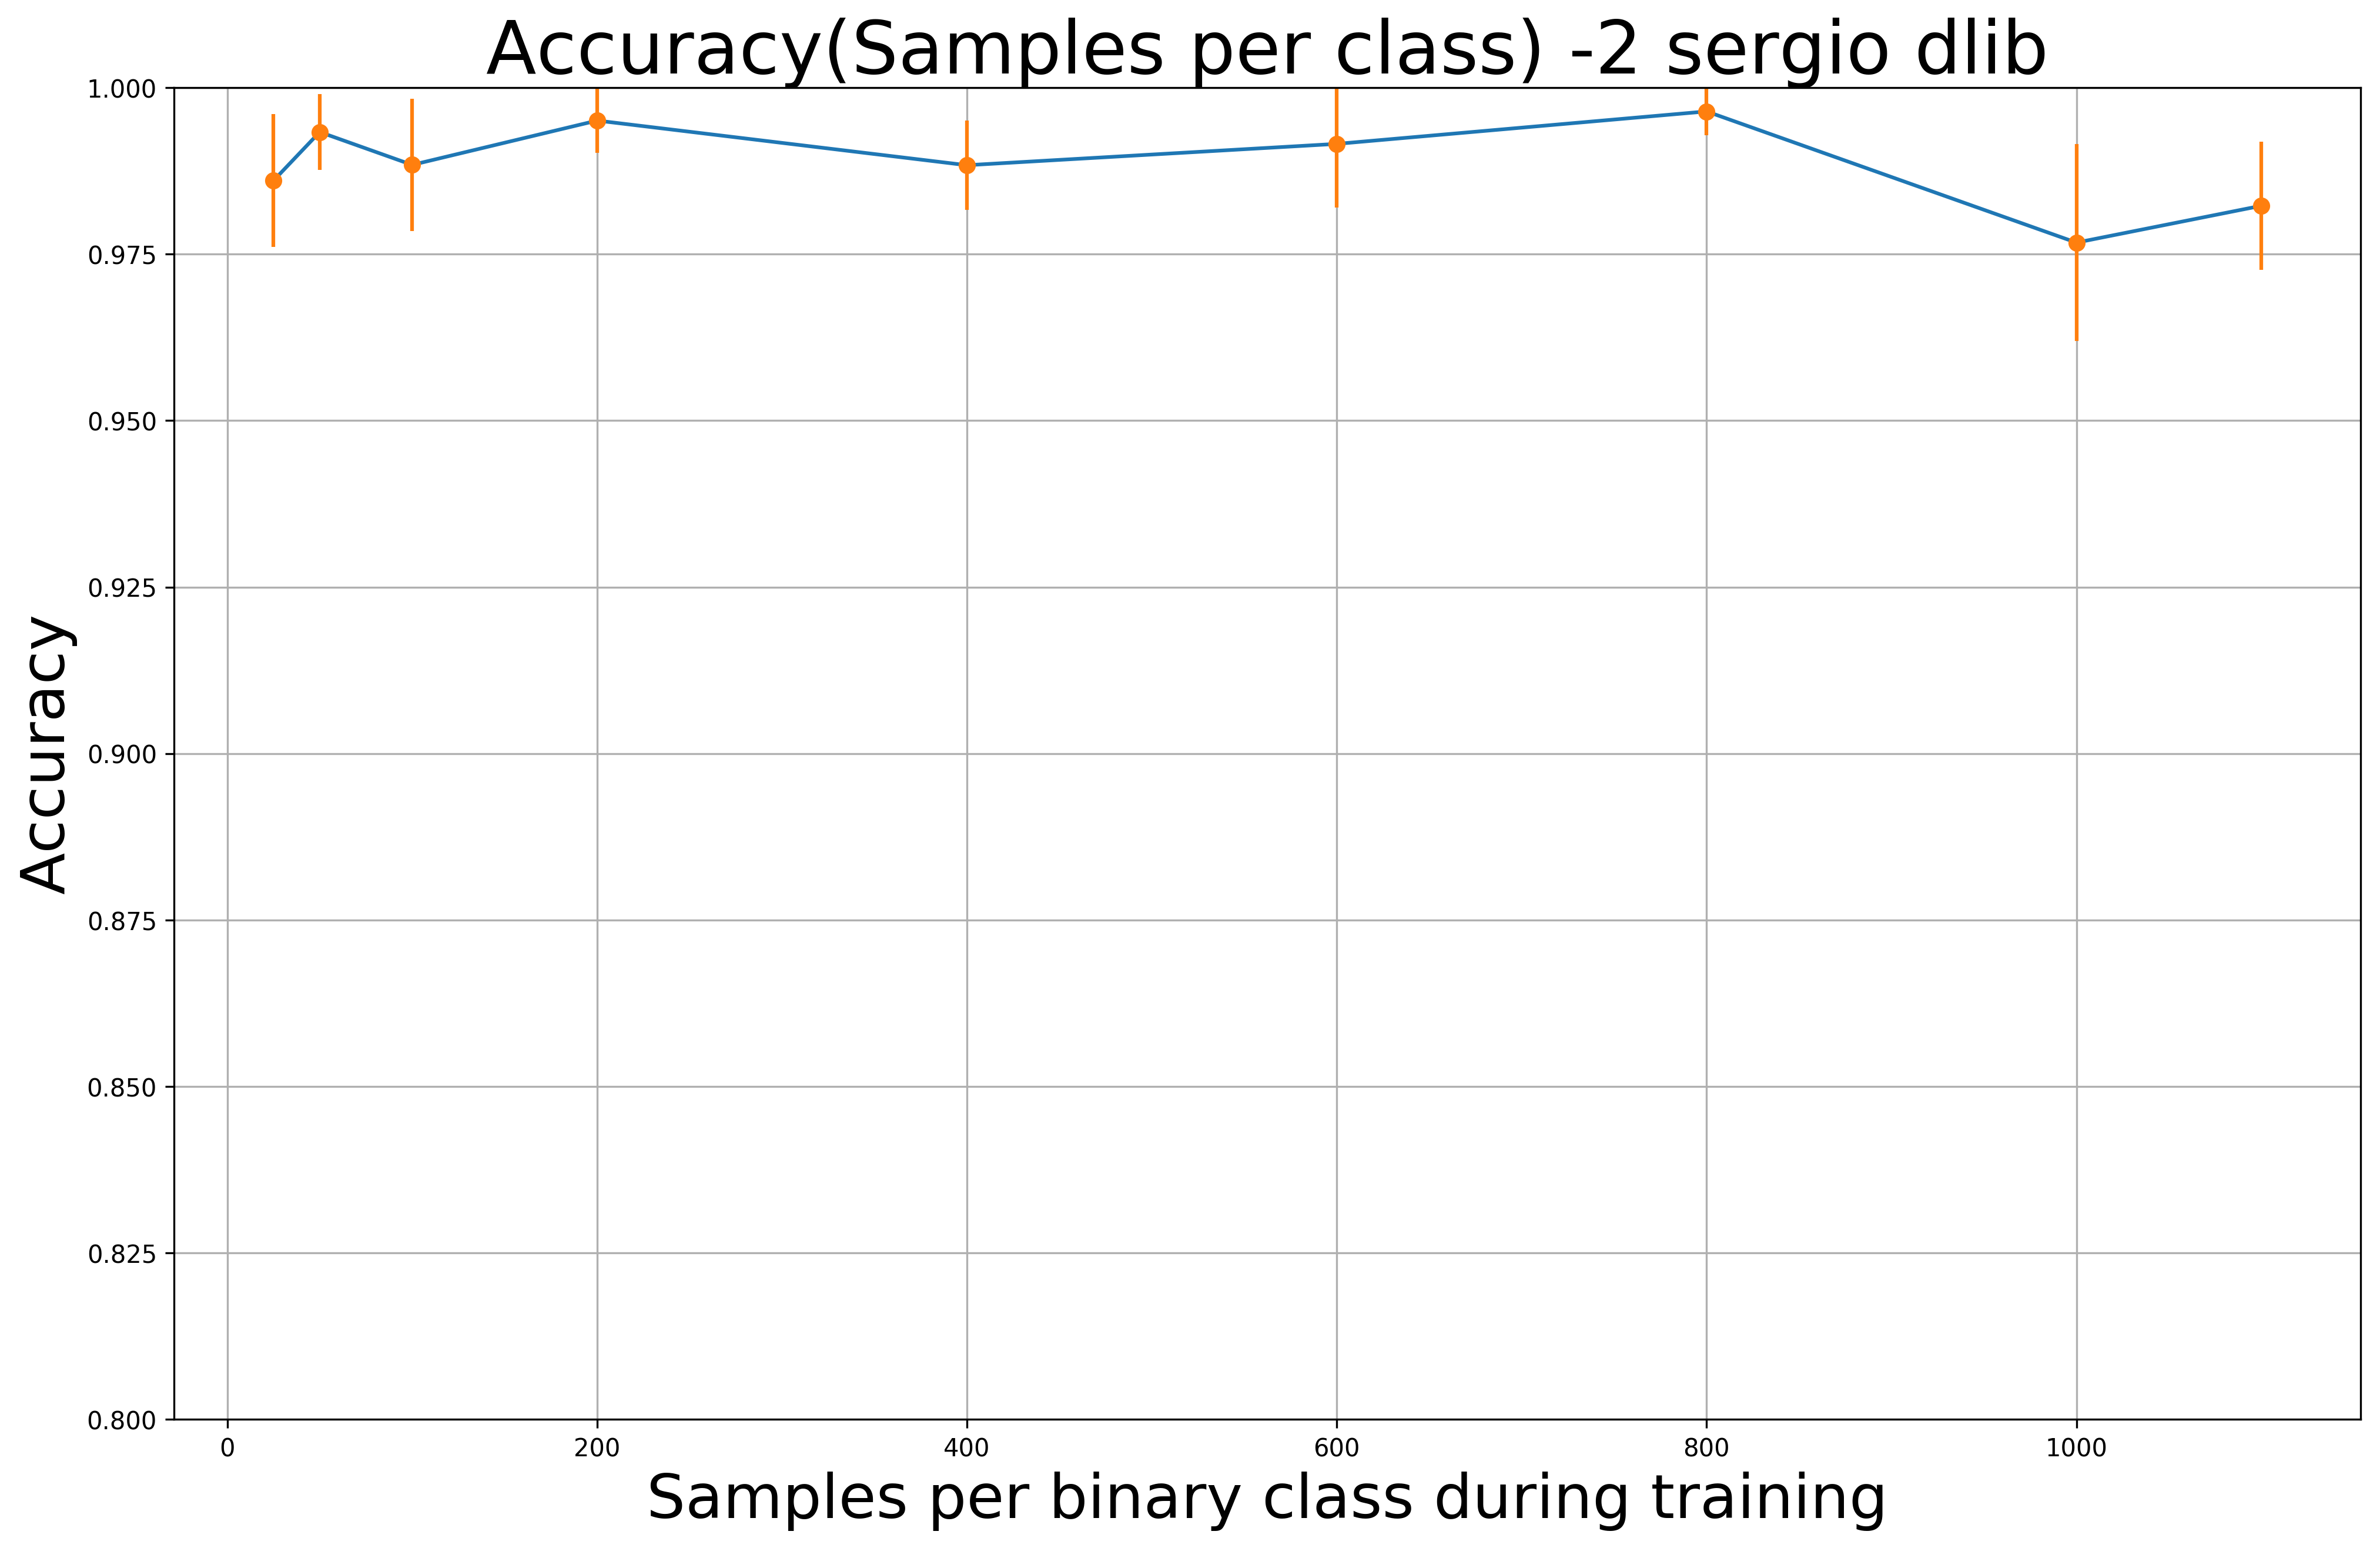 Accuracy(Samples per class) -2 sergio dlib
1.000
0.975
0.950
0.925
0.900
0.875
0.850
0.825
0.800
Accuracy
0 200 400 600 800 1000
Samples per binary class during training